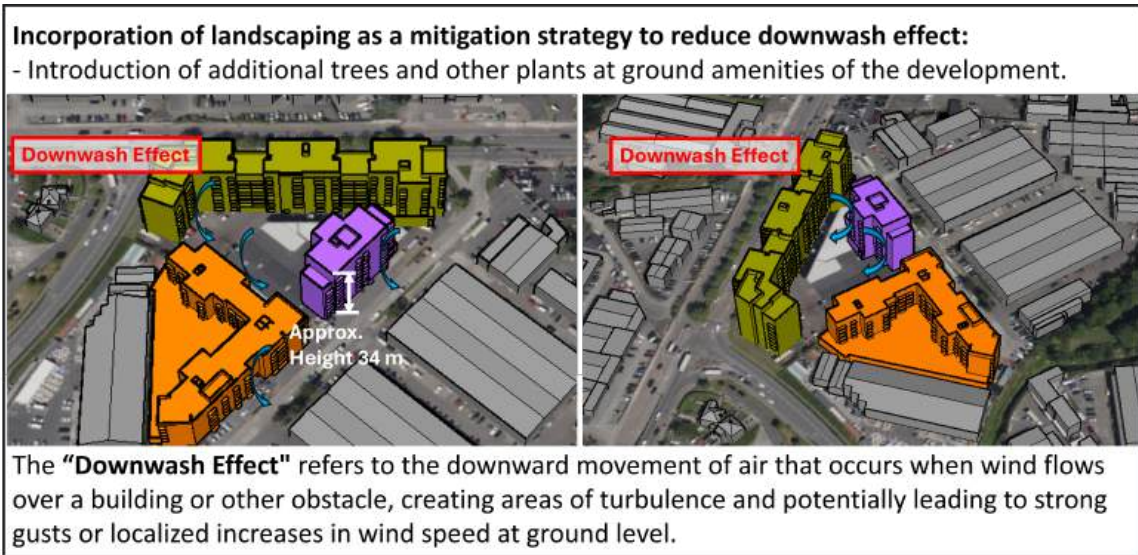 Incorporation of landscaping as a mitigation strategy to reduce downwash effect:
- Introduction of additional trees and other plants at ground amenities of the development.
Downwash Effect
Approx.
Height 34 m
Downwash Effect
The “Downwash Effect" refers to the downward movement of air that occurs when wind flows
over a building or other obstacle, creating areas of turbulence and potentially leading to strong
gusts or localized increases in wind speed at ground level.